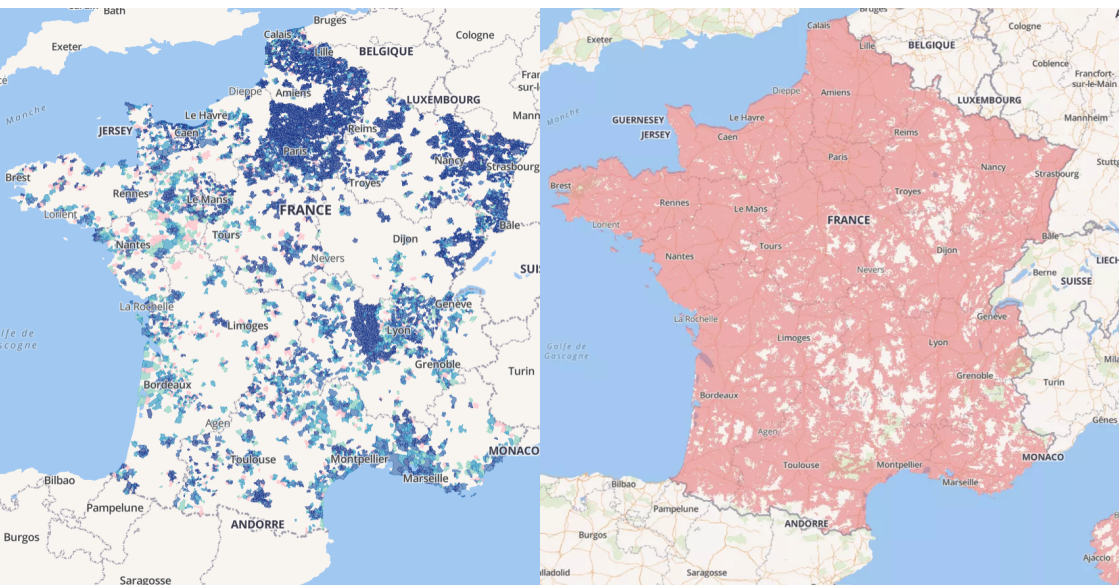 Bath
Exeter
Bruges
Calais
Lille
BELGIQUE
Cologne
Manche
Dieppe
Amiens
LUXEMBOURG
Le Havre
JERSEY
Caen
Reims
Paris
Nancy
Strasbourg
Brest
Rennes
Le Mans
Troyes
Lorient
FRANCE
Bâle
Nantes
Tours
Dijon
Nevers
La Rochelle
Limoges
Genève
Lyon
Grenoble
Turin
Bordeaux
Agen
Toulouse
Montpellier
MONACO
Marseille
Bilbao
Pampelune
ANDORRE
Burgos
Saragosse
Exeter
Calais
Bruges
Cologne
Lille
BELGIQUE
Coblence
Francfort-
sur-le-Main
Manche
Dieppe
Amiens
LUXEMBOURG
GUERNESEY
JERSEY
Le Havre
Mannheim
Caen
Reims
Paris
Nancy
Strasbourg
Brest
Rennes
Le Mans
Troyes
Lorient
FRANCE
Bâle
Nantes
Tours
Dijon
Nevers
Berne
SUISSE
La Rochelle
Limoges
Genève
Golfe de
Gascogne
Lyon
Grenoble
Turin
Bordeaux
Agen
Gênes
Toulouse
Montpellier
MONACO
Marseille
Bilbao
Pampelune
ANDORRE
Burgos
Saragosse
Ajaccio